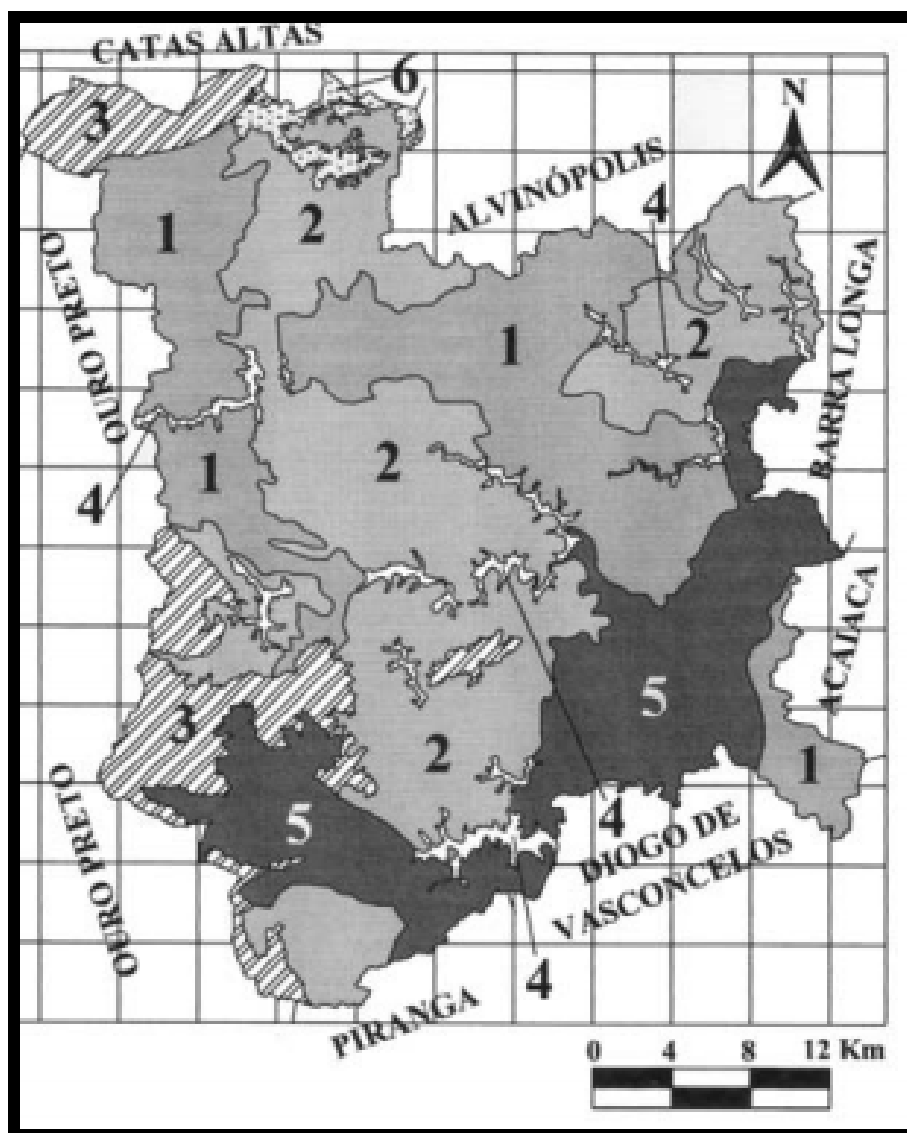 CATAS ALTAS
6
3
N
ALVINÓPOLIS
4
1
2
OURO PRETO
BARRA LONGA
1
2
2
1
4
ACAIACA
5
3
2
1
OURO PRETO
5
4
DIOGO DE
VASCONCELOS
4
PIRANGA
0 4 8 12 Km